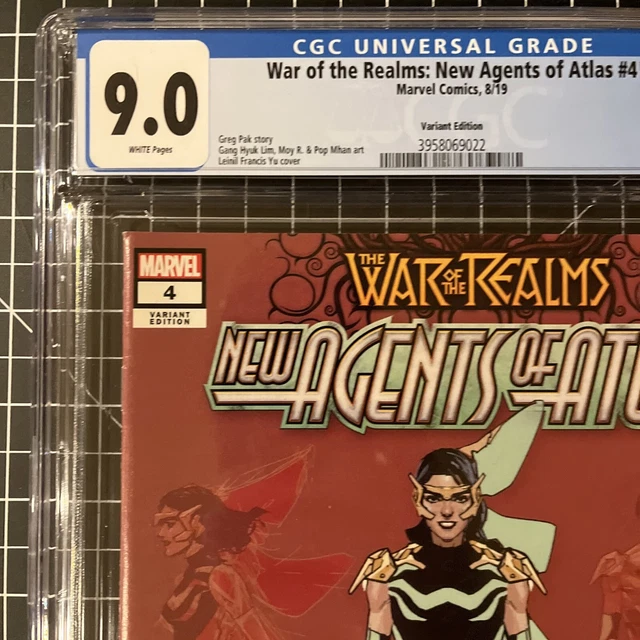 CGC UNIVERSAL GRADE
9.0
WHITE Pages
War of the Realms: New Agents of Atlas #4
Marvel Comics, 8/19
Variant Edition
Greg Pak story
Gang Hyuk Lim, Moy R. & Pop Mhan art
Leinil Francis Yu cover
3958069022
CGC
MARVEL
4
VARIANT
EDITION
THE WAR OF THE REALMS
NEW AGENTS OF